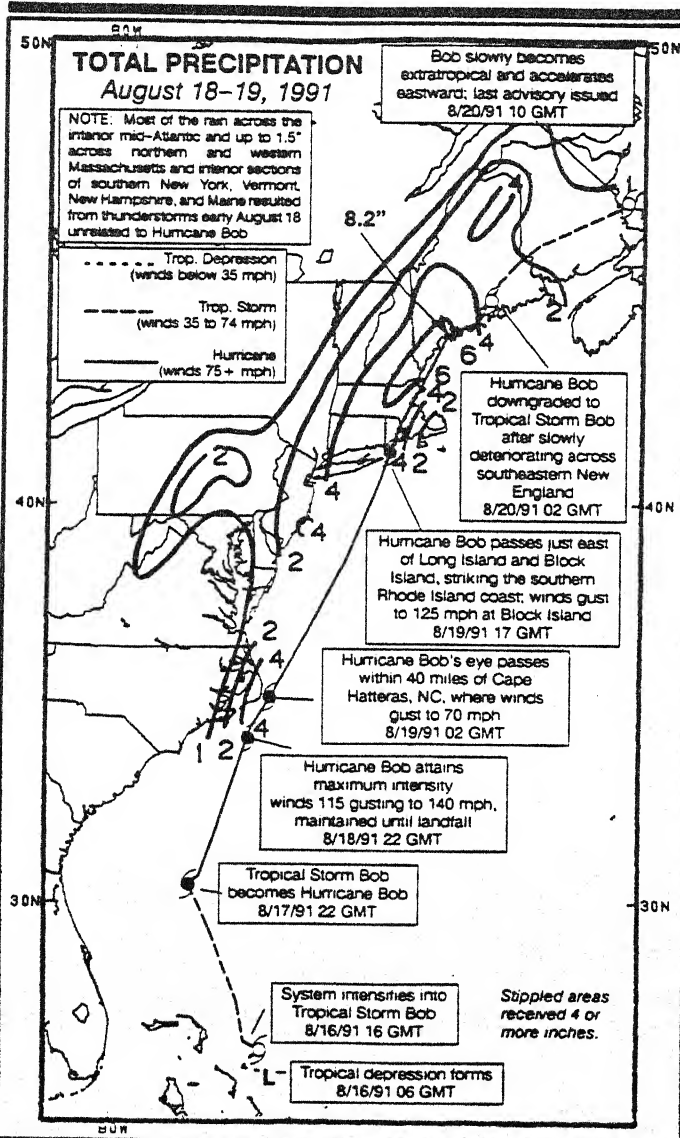 80W
50N
50N
TOTAL PRECIPITATION
August 18-19, 1991
NOTE: Most of the rain across the
interior mid-Atlantic and up to 1.5"
across northern and western
Massachusetts and interior sections
of southern New York, Vermont,
New Hampshire, and Maine resulted
from thunderstorms early August 18
unrelated to Hurricane Bob
Trop. Depression
(winds below 35 mph)
Trop. Storm
(winds 35 to 74 mph)
Hurricane
(winds 75+ mph)
Bob slowly becomes
extratropical and accelerates
eastward; last advisory issued
8/20/91 10 GMT
1
4
8.2"
2
6
4
6
4
2
Hurricane Bob
downgraded to
Tropical Storm Bob
after slowly
deteriorating across
southeastern New
England
8/20/91 02 GMT
2
4
4
2
40N
40N
4
2
Hurricane Bob passes just east
of Long Island and Block
Island, striking the southern
Rhode Island coast; winds gust
to 125 mph at Block Island
8/19/91 17 GMT
2
4
Hurricane Bob's eye passes
within 40 miles of Cape
Hatteras, NC, where winds
gust to 70 mph
8/19/91 02 GMT
1
2
4
Hurricane Bob attains
maximum intensity
winds 115 gusting to 140 mph,
maintained until landfall
8/18/91 22 GMT
Tropical Storm Bob
becomes Hurricane Bob
8/17/91 22 GMT
30N
30N
System intensifies into
Tropical Storm Bob
8/16/91 16 GMT
Stippled areas
received 4 or
more inches.
L
Tropical depression forms
8/16/91 06 GMT
80W